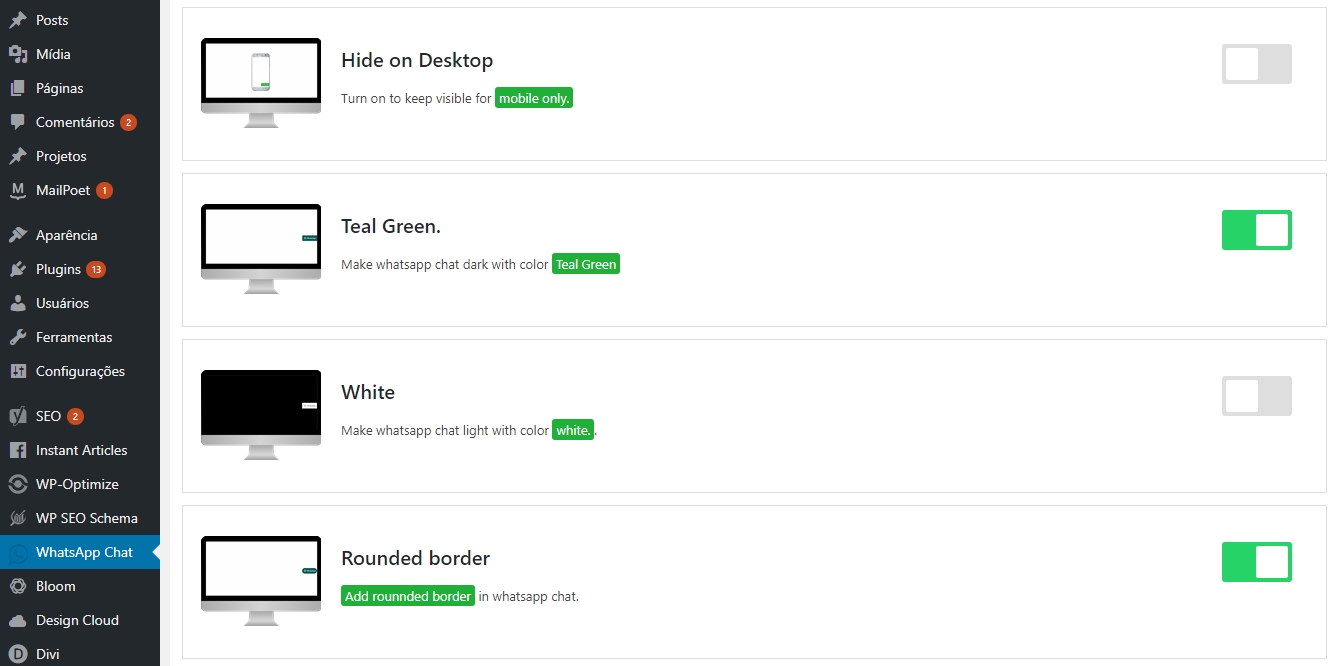 Posts
Mídia
Páginas
Comentários 2
Projetos
MailPoet 1
Aparência
Plugins 13
Usuários
Ferramentas
Configurações
SEO 2
Instant Articles
WP-Optimize
WP SEO Schema
WhatsApp Chat
Bloom
Design Cloud
Divi
Hide on Desktop
Turn on to keep visible for mobile only.
Teal Green.
Make whatsapp chat dark with color Teal Green
White
Make whatsapp chat light with color white. .
Rounded border
Add rounnded border in whatsapp chat.